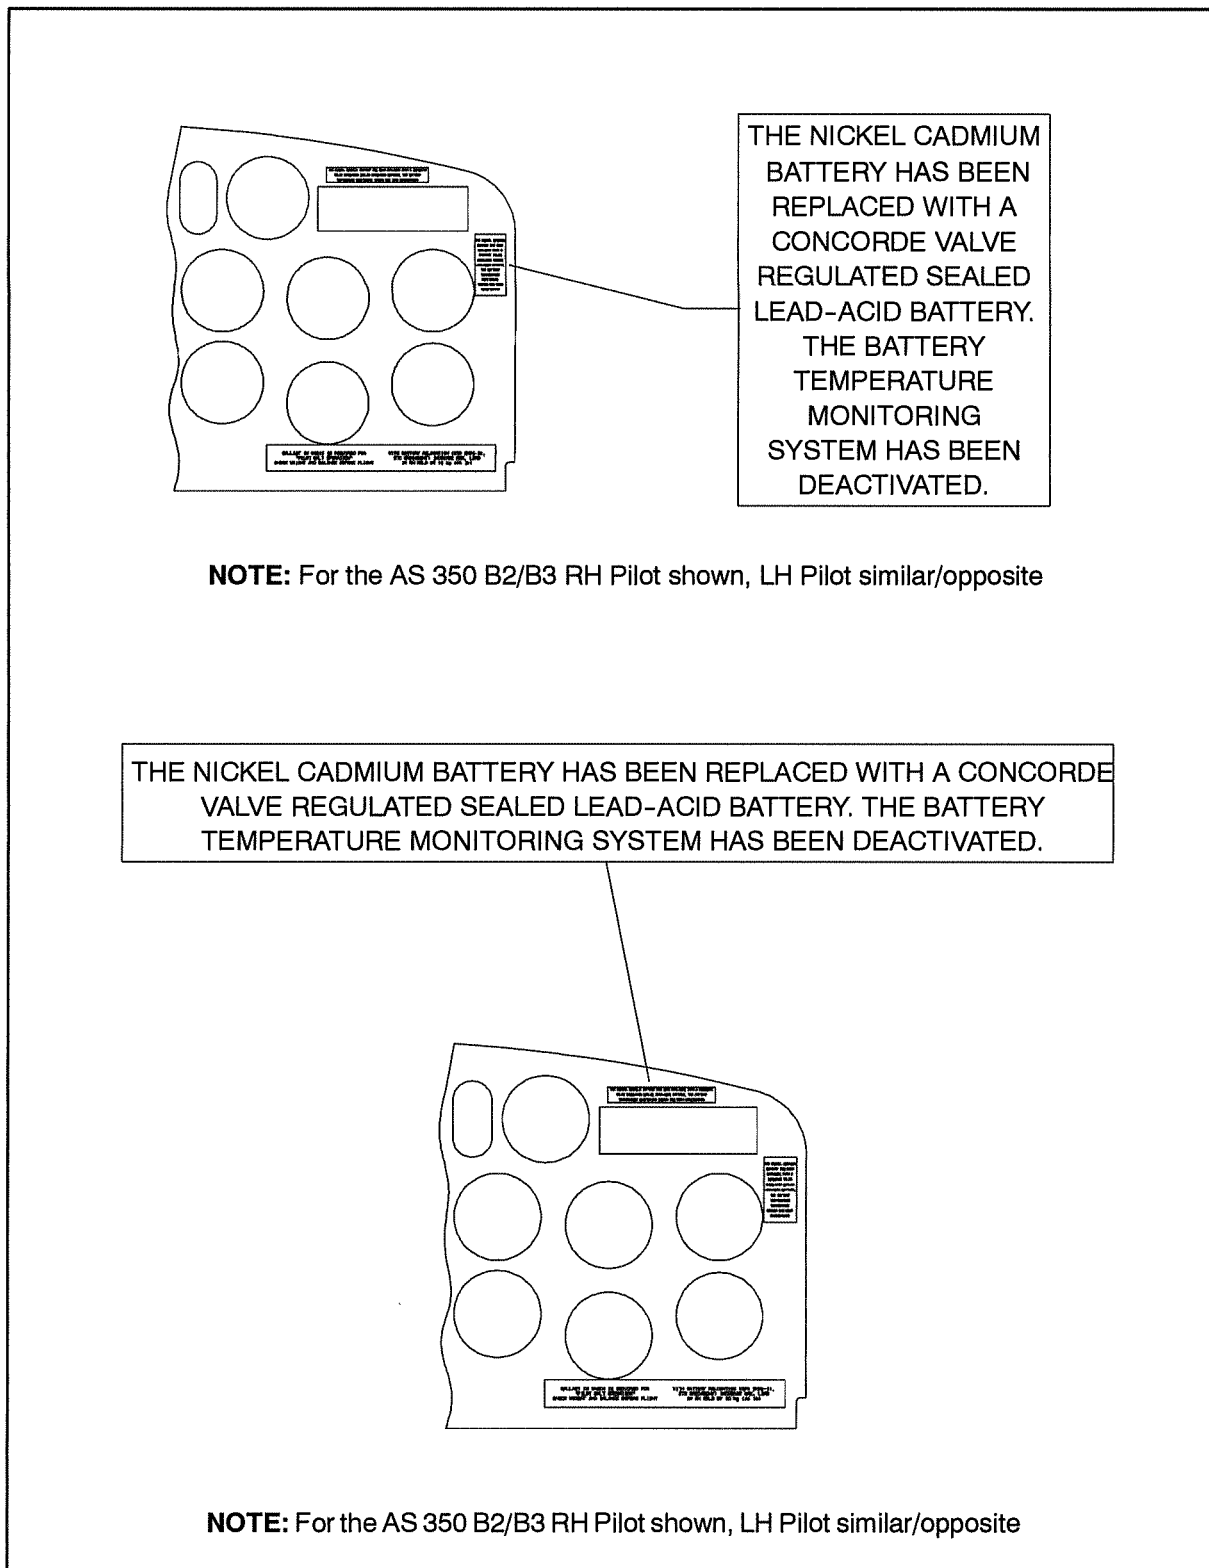 THE NICKEL CADMIUM
BATTERY HAS BEEN
REPLACED WITH A
CONCORDE VALVE
REGULATED SEALED
LEAD-ACID BATTERY.
THE BATTERY
TEMPERATURE
MONITORING
SYSTEM HAS BEEN
DEACTIVATED.
NOTE: For the AS 350 B2/B3 RH Pilot shown, LH Pilot similar/opposite
THE NICKEL CADMIUM BATTERY HAS BEEN REPLACED WITH A CONCORDE
VALVE REGULATED SEALED LEAD-ACID BATTERY. THE BATTERY
TEMPERATURE MONITORING SYSTEM HAS BEEN DEACTIVATED.
NOTE: For the AS 350 B2/B3 RH Pilot shown, LH Pilot similar/opposite